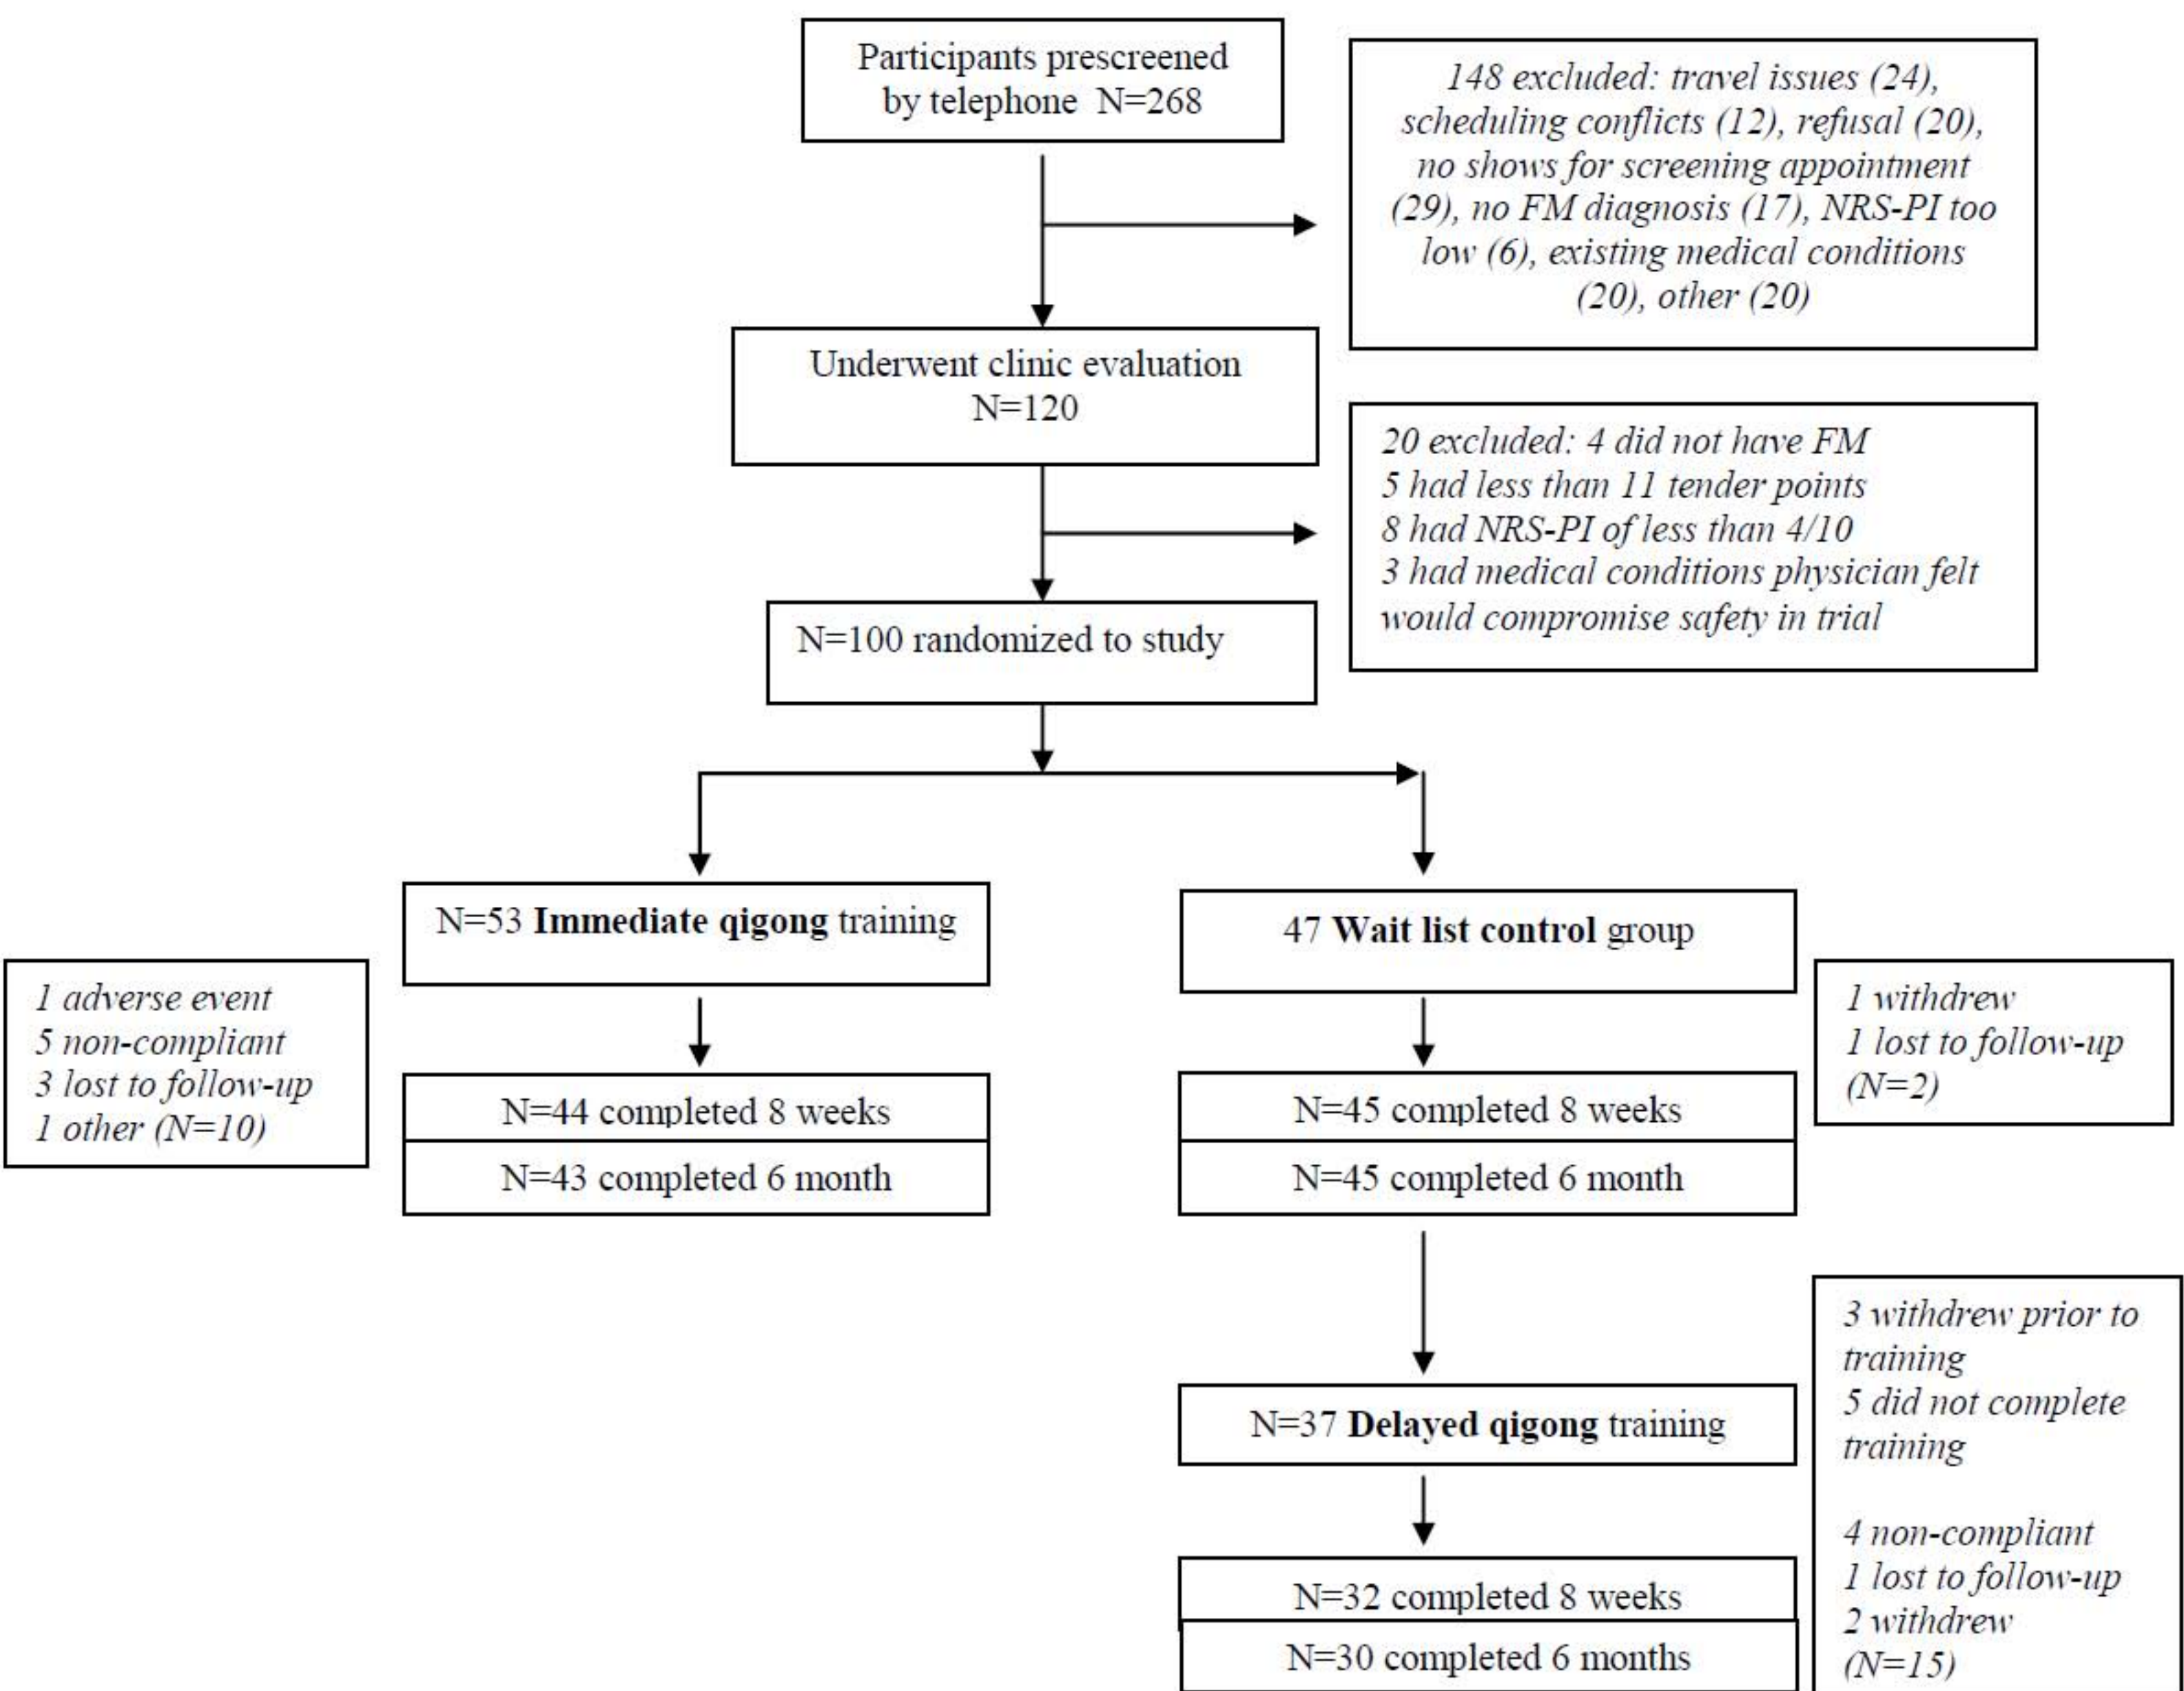 Participants prescreened
by telephone N=268
148 excluded: travel issues (24),
scheduling conflicts (12), refusal (20),
no shows for screening appointment
(29), no FM diagnosis (17), NRS-PI too
low (6), existing medical conditions
(20), other (20)
Underwent clinic evaluation
N=120
20 excluded: 4 did not have FM
5 had less than 11 tender points
8 had NRS-PI of less than 4/10
3 had medical conditions physician felt
would compromise safety in trial
N=100 randomized to study
N=53 Immediate qigong training
47 Wait list control group
1 adverse event
5 non-compliant
3 lost to follow-up
1 other (N=10)
1 withdrew
1 lost to follow-up
(N=2)
N=44 completed 8 weeks
N=43 completed 6 month
N=45 completed 8 weeks
N=45 completed 6 month
3 withdrew prior to
training
5 did not complete
training
4 non-compliant
1 lost to follow-up
2 withdrew
(N=15)
N=37 Delayed qigong training
N=32 completed 8 weeks
N=30 completed 6 months